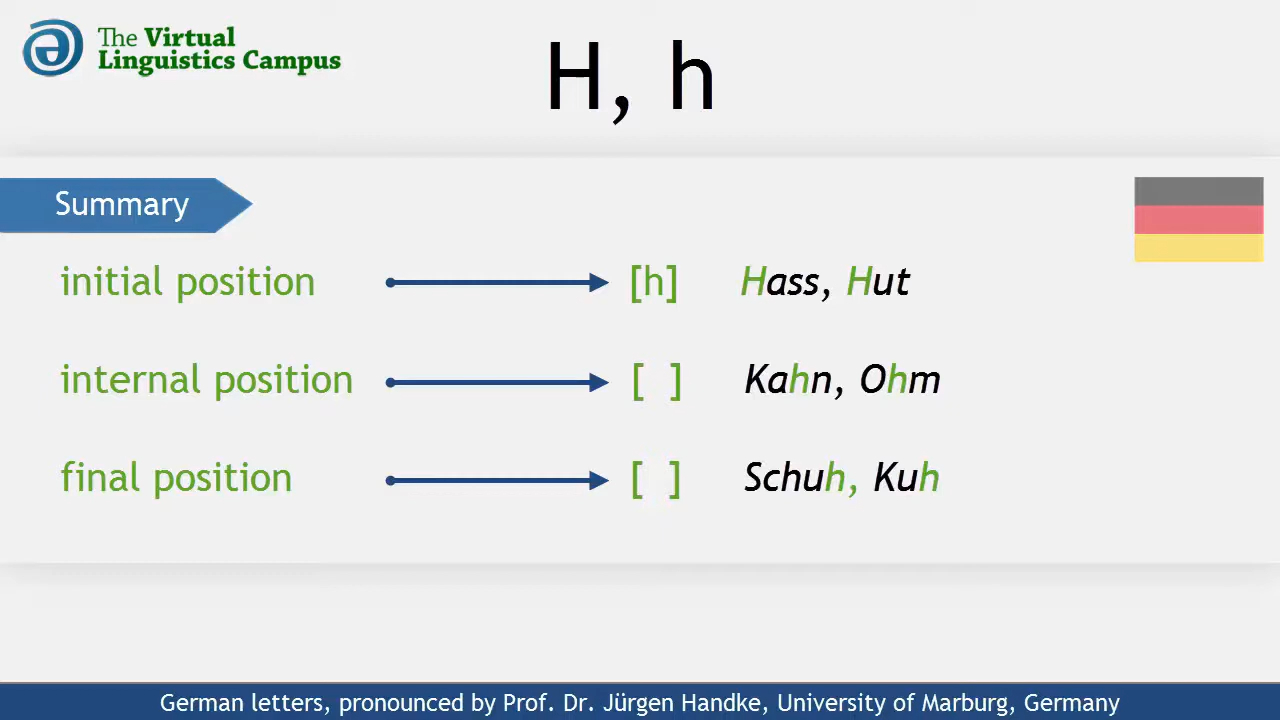 The Virtual
Linguistics Campus
H, h
Summary
initial position [h] Hass, Hut
internal position [ ] Kahn, Ohm
final position [ ] Schuh, Kuh
German letters, pronounced by Prof. Dr. Jürgen Handke, University of Marburg, Germany